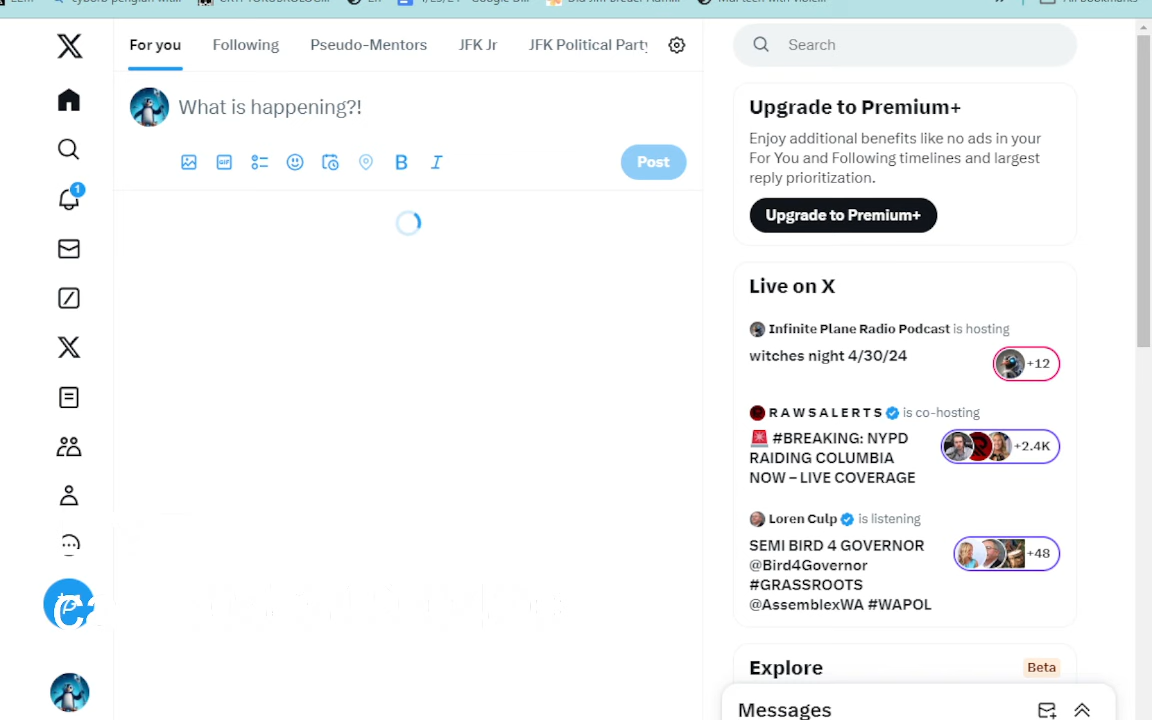 All Bookmarks
For you
Following
Pseudo-Mentors
JFK Jr
JFK Political Party
Search
What is happening?!
GIF
B
I
Post
1
Upgrade to Premium+
Enjoy additional benefits like no ads in your
For You and Following timelines and largest
reply prioritization.
Upgrade to Premium+
Live on X
Infinite Plane Radio Podcast is hosting
witches night 4/30/24
+12
R A W S A L E R T S is co-hosting
🚨 #BREAKING: NYPD
RAIDING COLUMBIA
NOW – LIVE COVERAGE
+2.4K
Loren Culp is listening
SEMI BIRD 4 GOVERNOR
@Bird4Governor
#GRASSROOTS
@AssemblexWA #WAPOL
+48
Explore
Beta
Messages